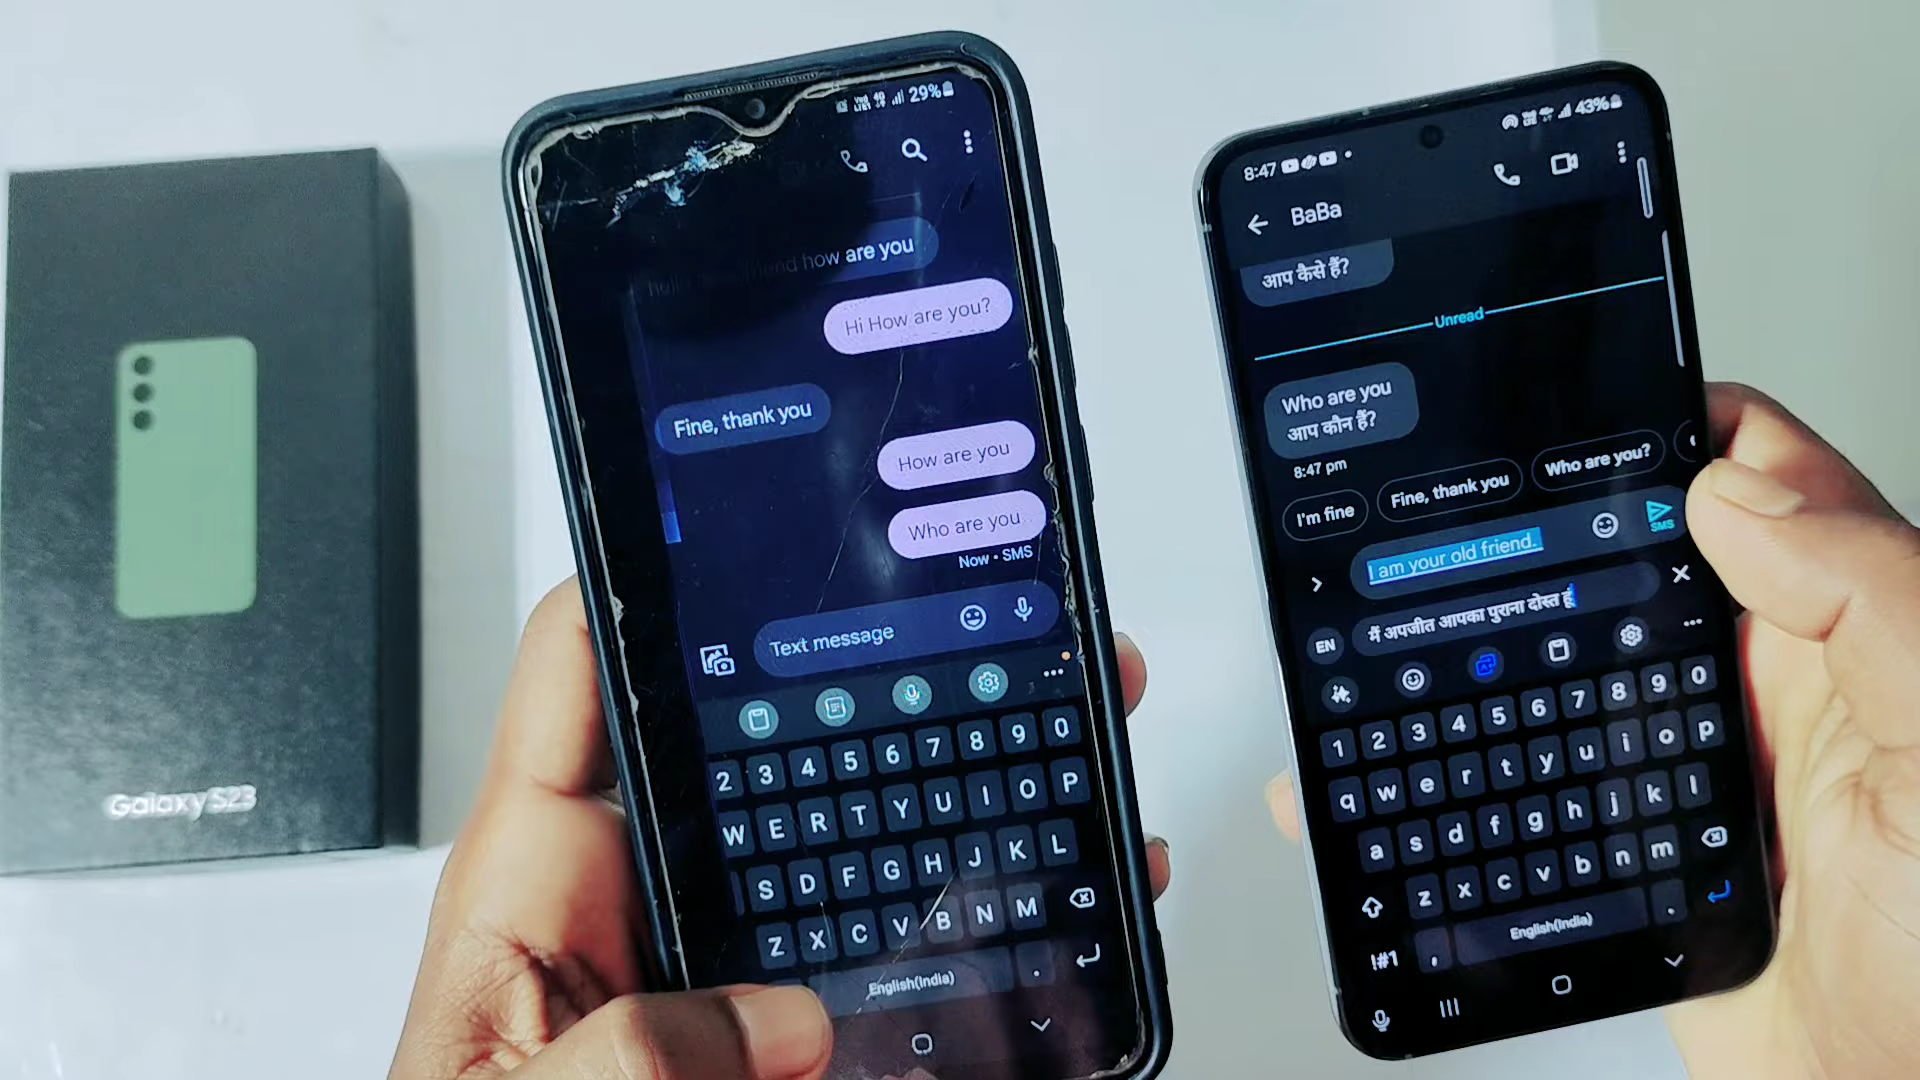 Galaxy S23
29%
how are you
Hi How are you?
Fine, thank you
How are you
Who are you
Now • SMS
Text message
2 3 4 5 6 7 8 9 0
W E R T Y U I O P
S D F G H J K L
Z X C V B N M
English(India) .
8:47
43%
BaBa
आप कैसे हैं?
Unread
Who are you
आप कौन हैं?
8:47 pm
I'm fine
Fine, thank you
Who are you?
I am your old friend.
SMS
EN
मैं अपजीत आपका पुराना दोस्त हूं
1 2 3 4 5 6 7 8 9 0
q w e r t y u i o p
a s d f g h j k l
z x c v b n m
!#1 , English(India) .